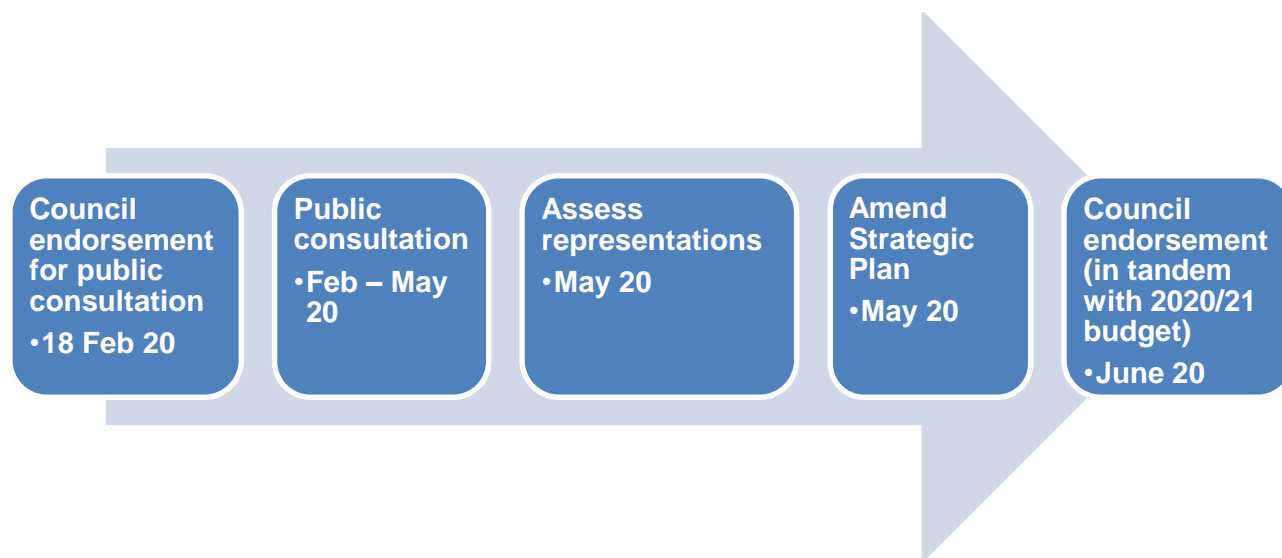 Council
endorsement
for public
consultation
•18 Feb 20
Public
consultation
•Feb – May
20
Assess
representations
•May 20
Amend
Strategic
Plan
•May 20
Council
endorsement
(in tandem
with 2020/21
budget)
•June 20